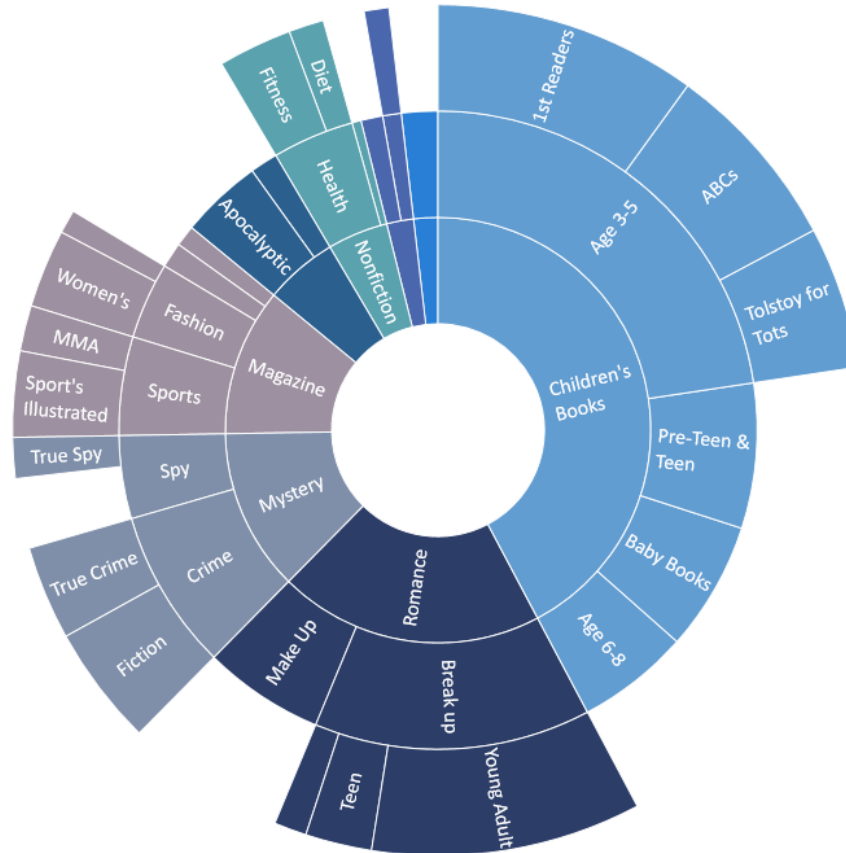 1st Readers
ABCs
Tolstoy for
Tots
Age 3-5
Children's
Books
Pre-Teen &
Teen
Baby Books
Age 6-8
Romance
Break up
Make Up
Young Adult
Teen
Mystery
Crime
Spy
Fiction
True Crime
True Spy
Magazine
Sports
Fashion
Sport's
Illustrated
MMA
Women's
Apocalyptic
Nonfiction
Health
Fitness
Diet